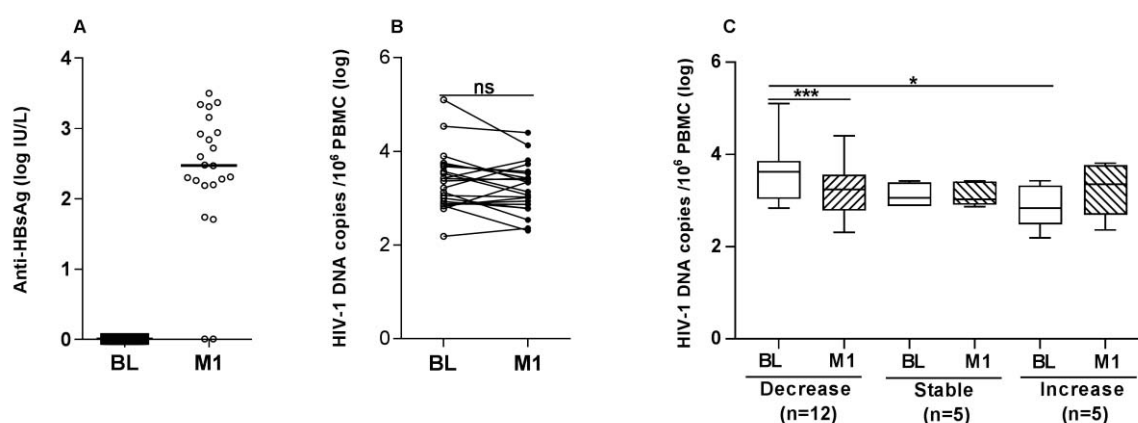 A
Anti-HBsAg (log IU/L)
4
3
2
1
0
BL
M1
B
HIV-1 DNA copies /10⁶ PBMC (log)
6
4
2
0
ns
BL
M1
C
HIV-1 DNA copies /10⁶ PBMC (log)
6
4
2
0
*
***
BL
M1
BL
M1
BL
M1
Decrease
(n=12)
Stable
(n=5)
Increase
(n=5)